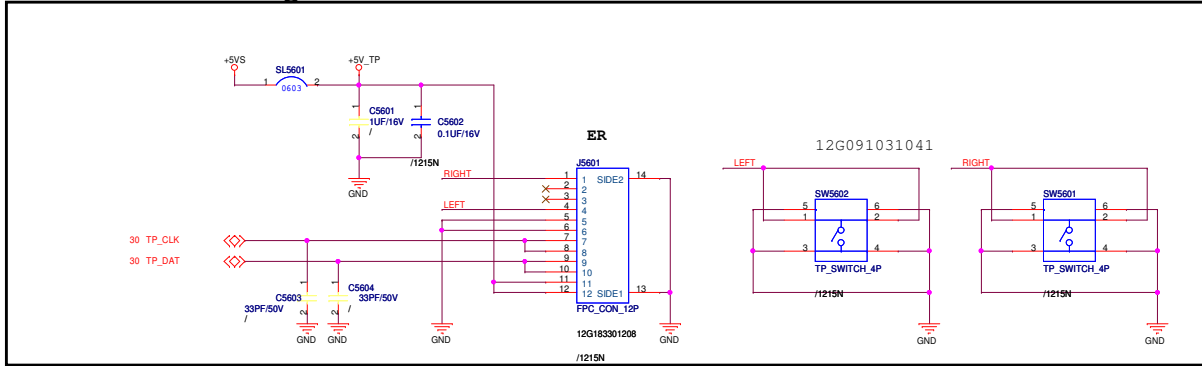 +5VS
+5V_TP
SL5601
1 2
0603
C5601
1UF/16V
/
1
2
C5602
0.1UF/16V
1
2
/1215N
GND
ER
J5601
RIGHT
LEFT
1 1 SIDE2 14
2 2
3 3
4 4
5 5
6 6
7 7
8 8
9 9
10 10
11 11
12 12 SIDE1 13
FPC_CON_12P
12G183301208
/1215N
30 TP_CLK
30 TP_DAT
C5603
33PF/50V
/
1
2
C5604
33PF/50V
/
1
2
GND
GND
GND
GND
12G091031041
LEFT
SW5602
5 6
1 2
3 4
TP_SWITCH_4P
/1215N
GND
RIGHT
SW5601
5 6
1 2
3 4
TP_SWITCH_4P
/1215N
GND